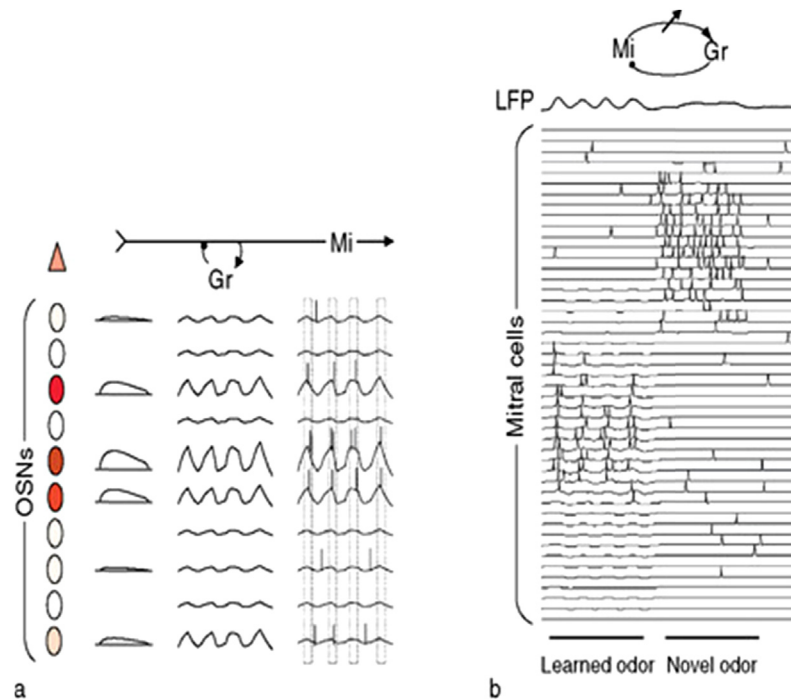 Mi
Gr
OSNs
a
Mi Gr
LFP
Mitral cells
Learned odor Novel odor
b